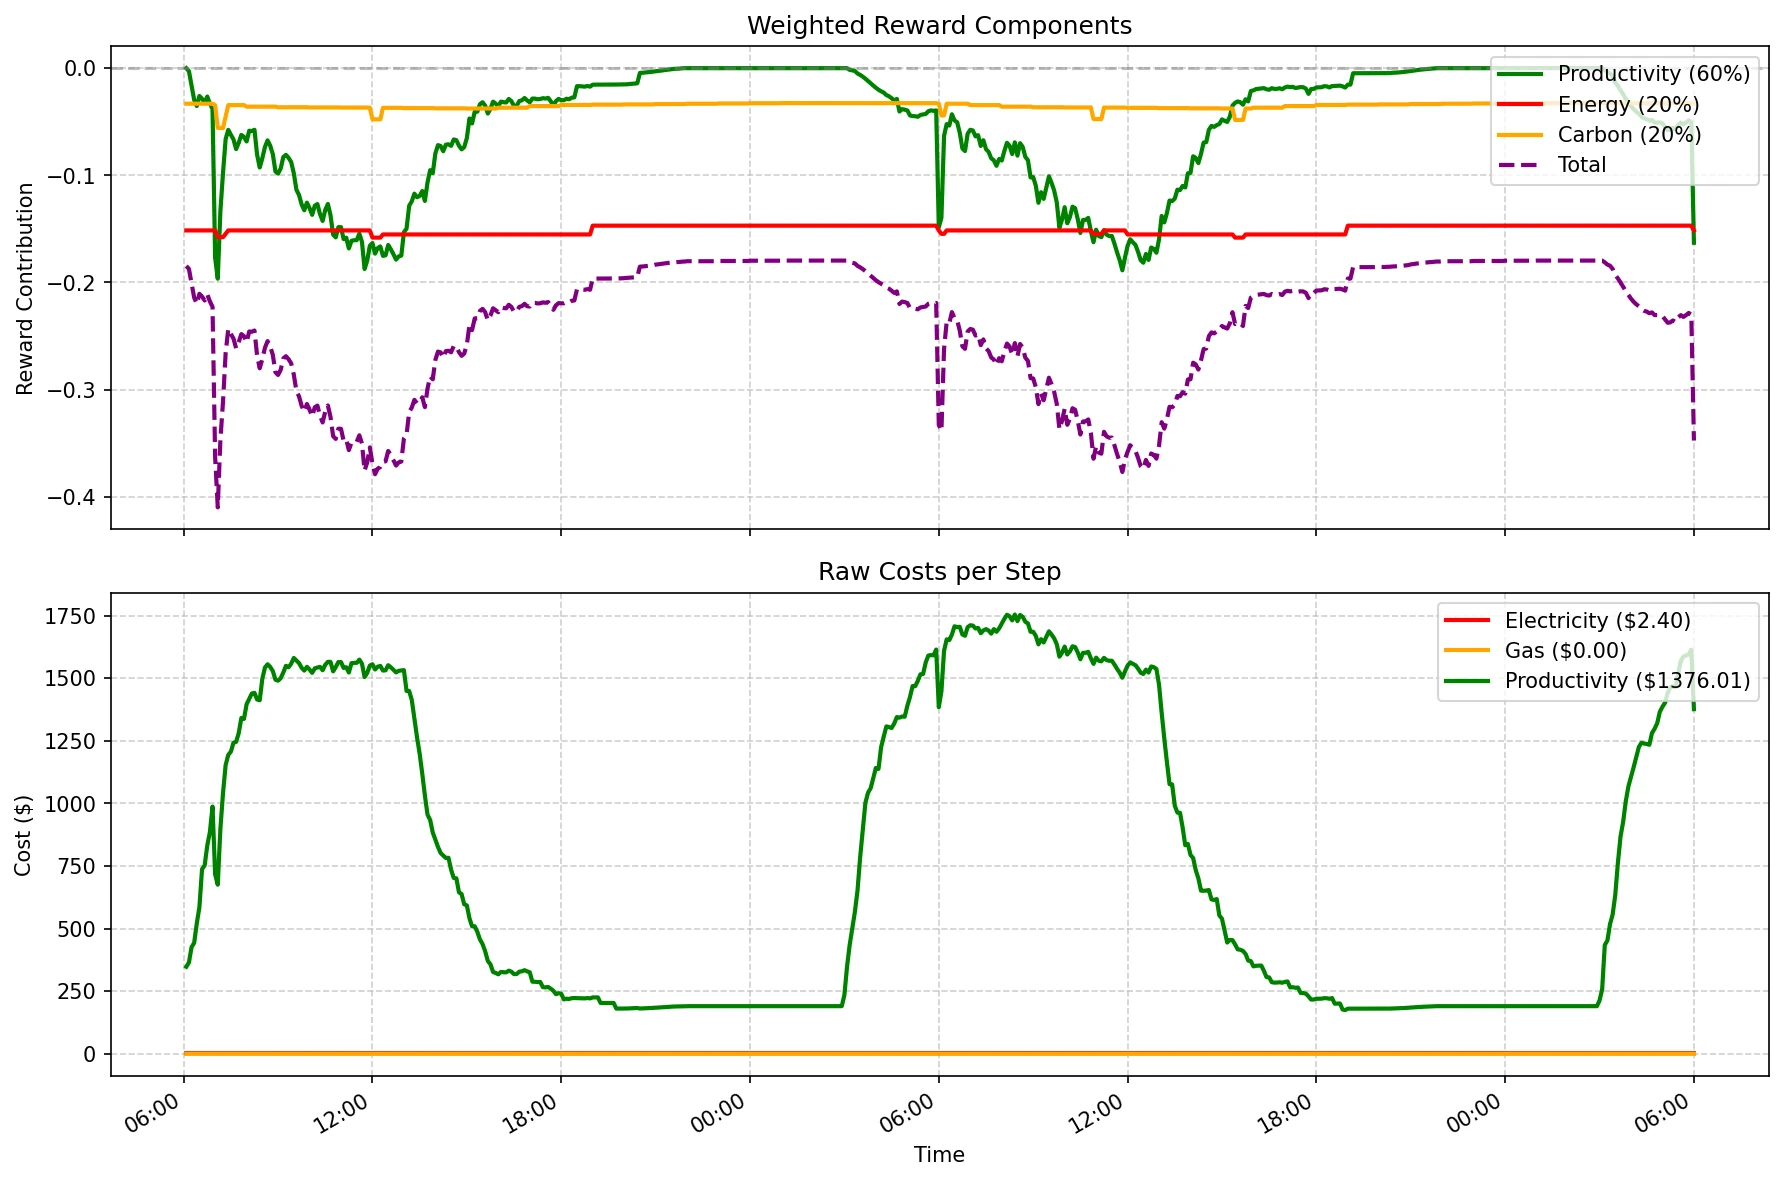 Weighted Reward Components
Reward Contribution
0.0
−0.1
−0.2
−0.3
−0.4
Productivity (60%)
Energy (20%)
Carbon (20%)
Total
Raw Costs per Step
Cost ($)
1750
1500
1250
1000
750
500
250
0
Electricity ($2.40)
Gas ($0.00)
Productivity ($1376.01)
06:00
12:00
18:00
00:00
06:00
12:00
18:00
00:00
06:00
Time